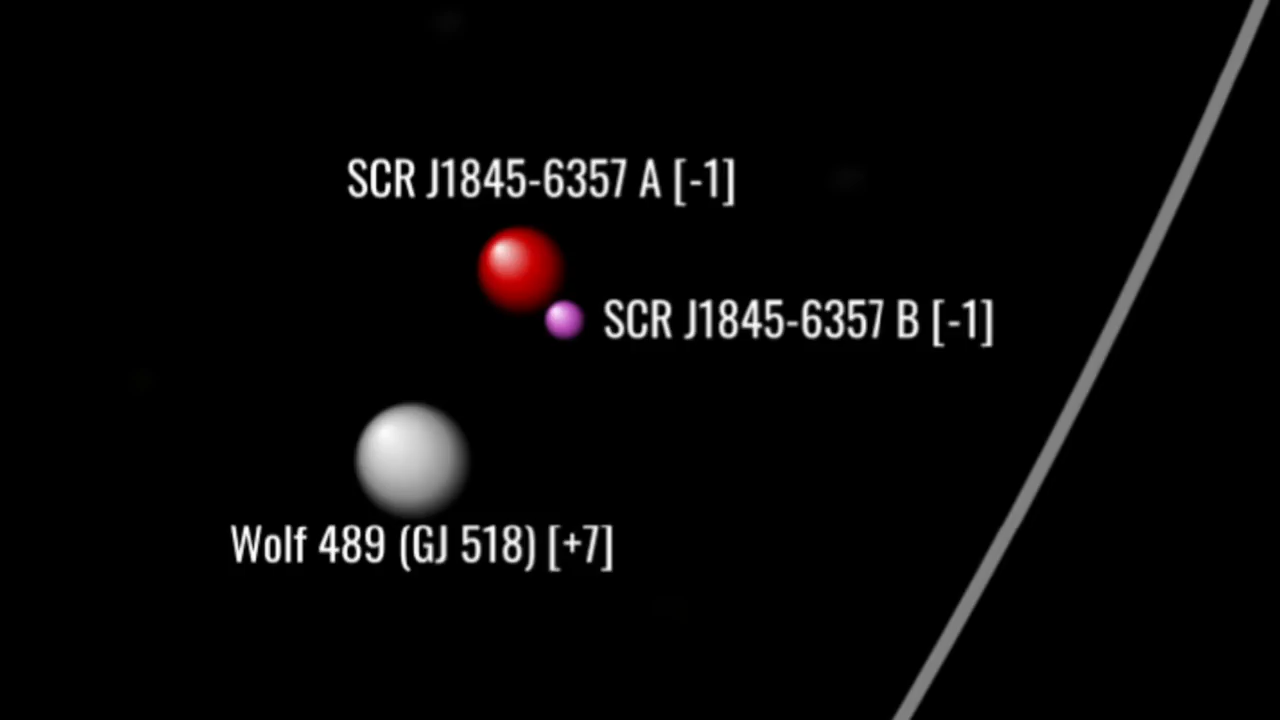 SCR J1845-6357 A [-1]
SCR J1845-6357 B [-1]
Wolf 489 (GJ 518) [+7]